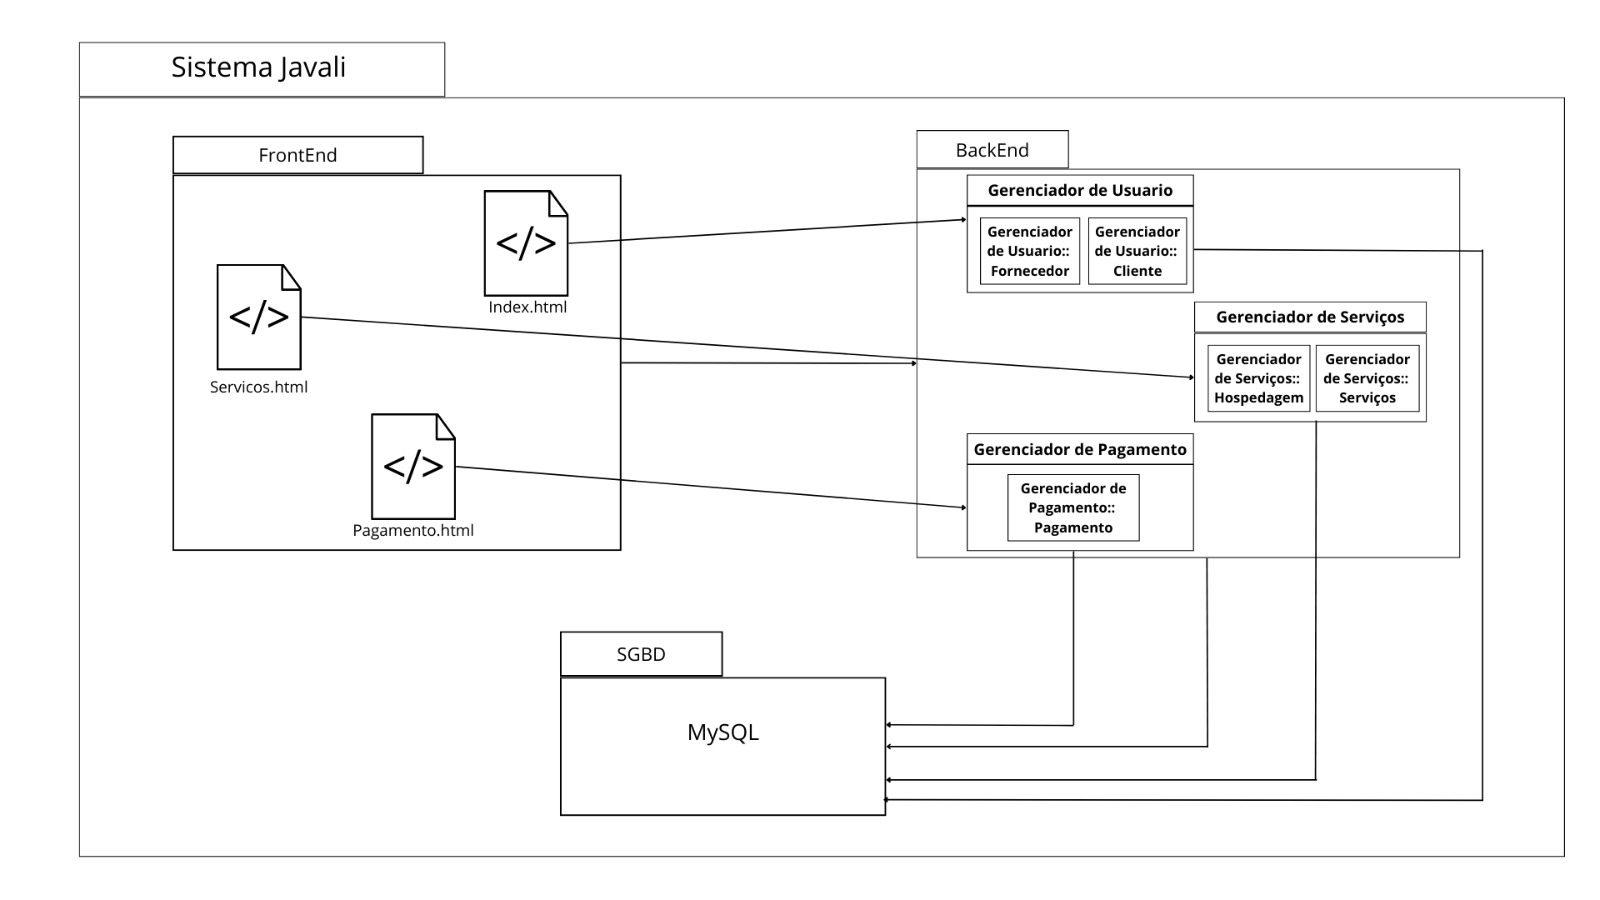 Sistema Javali
FrontEnd
</>
Index.html
</>
Servicos.html
</>
Pagamento.html
BackEnd
Gerenciador de Usuario
Gerenciador
de Usuario::
Fornecedor
Gerenciador
de Usuario::
Cliente
Gerenciador de Serviços
Gerenciador
de Serviços::
Hospedagem
Gerenciador
de Serviços::
Serviços
Gerenciador de Pagamento
Gerenciador de
Pagamento::
Pagamento
SGBD
MySQL